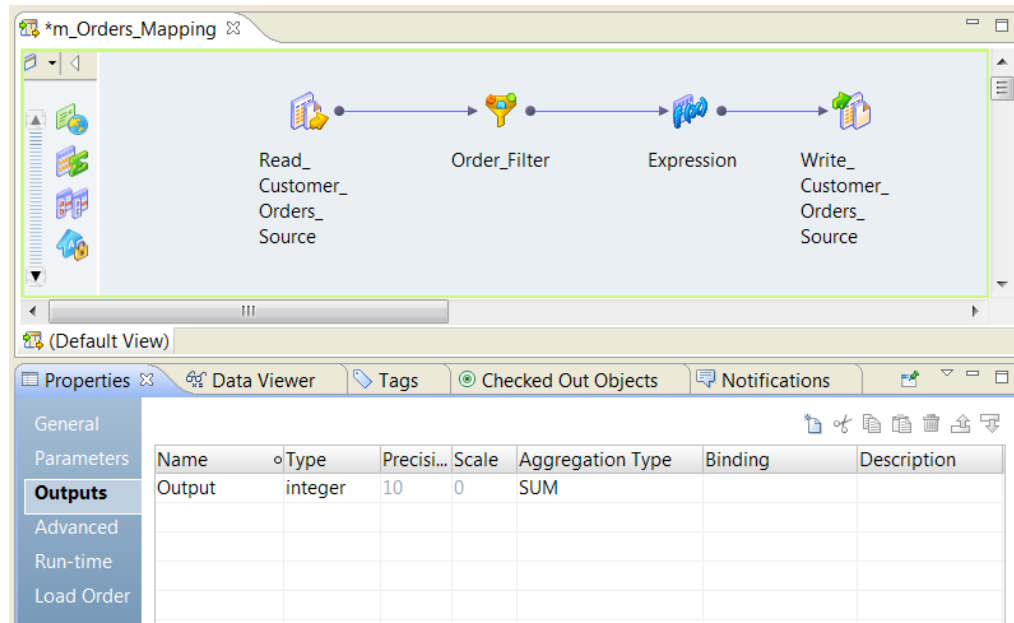 *m_Orders_Mapping
Read_
Customer_
Orders_
Source
Order_Filter
Expression
Write_
Customer_
Orders_
Source
(Default View)
Properties Data Viewer Tags Checked Out Objects Notifications
General
Parameters
Outputs
Advanced
Run-time
Load Order
Name Type Precisi... Scale Aggregation Type Binding Description
Output integer 10 0 SUM